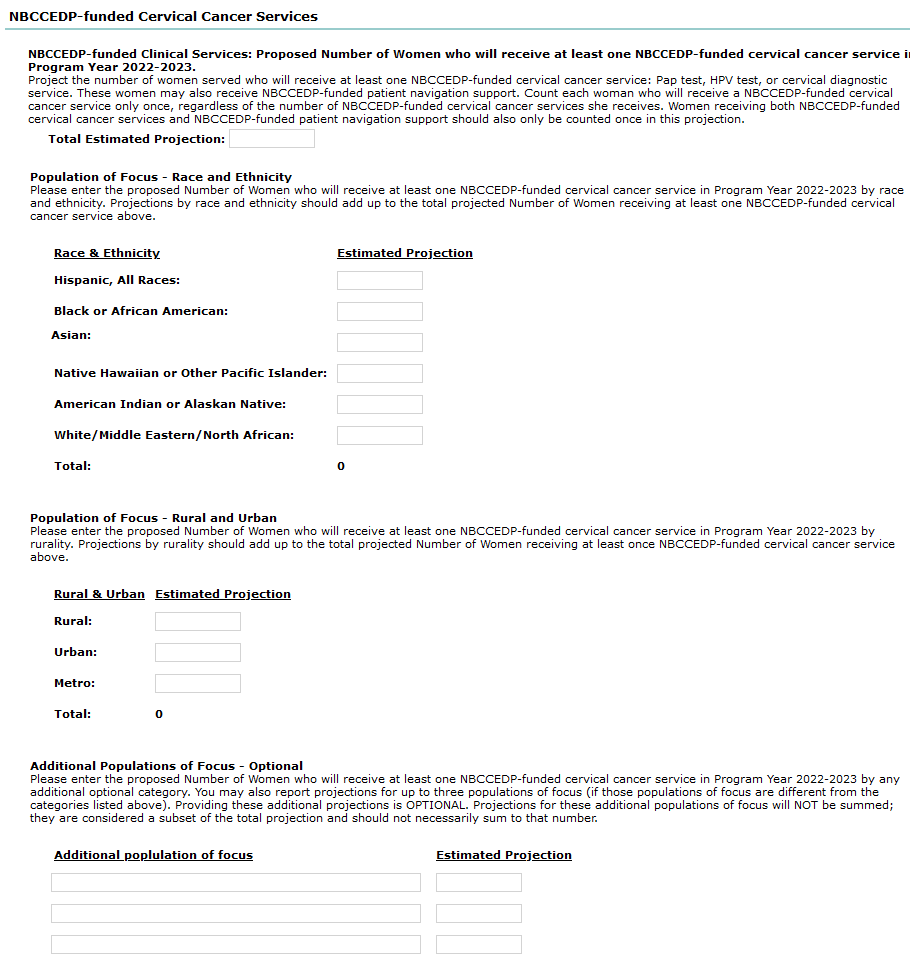 NBCCEDP-funded Cervical Cancer Services
NBCCEDP-funded Clinical Services: Proposed Number of Women who will receive at least one NBCCEDP-funded cervical cancer service
Program Year 2022-2023.
Project the number of women served who will receive at least one NBCCEDP-funded cervical cancer service: Pap test, HPV test, or cervical diagnostic
service. These women may also receive NBCCEDP-funded patient navigation support. Count each woman who will receive a NBCCEDP-funded cervical
cancer service only once, regardless of the number of NBCCEDP-funded cervical cancer services she receives. Women receiving both NBCCEDP-funded
cervical cancer services and NBCCEDP-funded patient navigation support should also only be counted once in this projection.
Total Estimated Projection:
Population of Focus - Race and Ethnicity
Please enter the proposed Number of Women who will receive at least one NBCCEDP-funded cervical cancer service in Program Year 2022-2023 by race
and ethnicity. Projections by race and ethnicity should add up to the total projected Number of Women receiving at least one NBCCEDP-funded cervical
cancer service above.
Race & Ethnicity Estimated Projection
Hispanic, All Races:
Black or African American:
Asian:
Native Hawaiian or Other Pacific Islander:
American Indian or Alaskan Native:
White/Middle Eastern/North African:
Total: 0
Population of Focus - Rural and Urban
Please enter the proposed Number of Women who will receive at least one NBCCEDP-funded cervical cancer service in Program Year 2022-2023 by
rurality. Projections by rurality should add up to the total projected Number of Women receiving at least once NBCCEDP-funded cervical cancer service
above.
Rural & Urban Estimated Projection
Rural:
Urban:
Metro:
Total: 0
Additional Populations of Focus - Optional
Please enter the proposed Number of Women who will receive at least one NBCCEDP-funded cervical cancer service in Program Year 2022-2023 by any
additional optional category. You may also report projections for up to three populations of focus (if those populations of focus are different from the
categories listed above). Providing these additional projections is OPTIONAL. Projections for these additional populations of focus will NOT be summed;
they are considered a subset of the total projection and should not necessarily sum to that number.
Additional poplulation of focus Estimated Projection